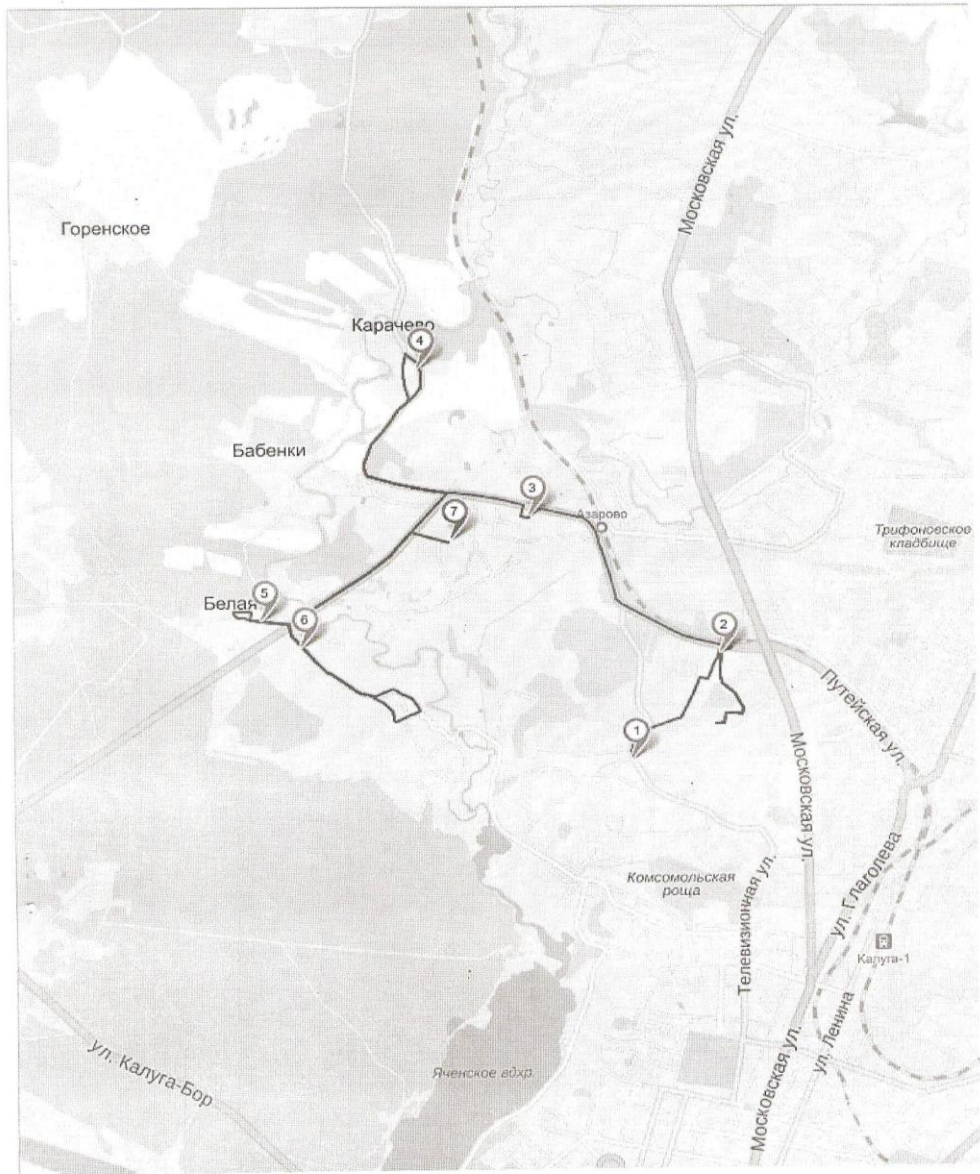 Московская ул.
Горенское
Карачево
4
Бабенки
3
Азарово
7
Трифоновское
кладбище
5
Белая
6
2
Путейская ул.
1
Московская ул.
Комсомольская
роща
Телевизионная ул.
ул. Глаголева
Калуга-1
ул. Ленина
Московская ул.
Яченское вдхр.
ул. Калуга-Бор